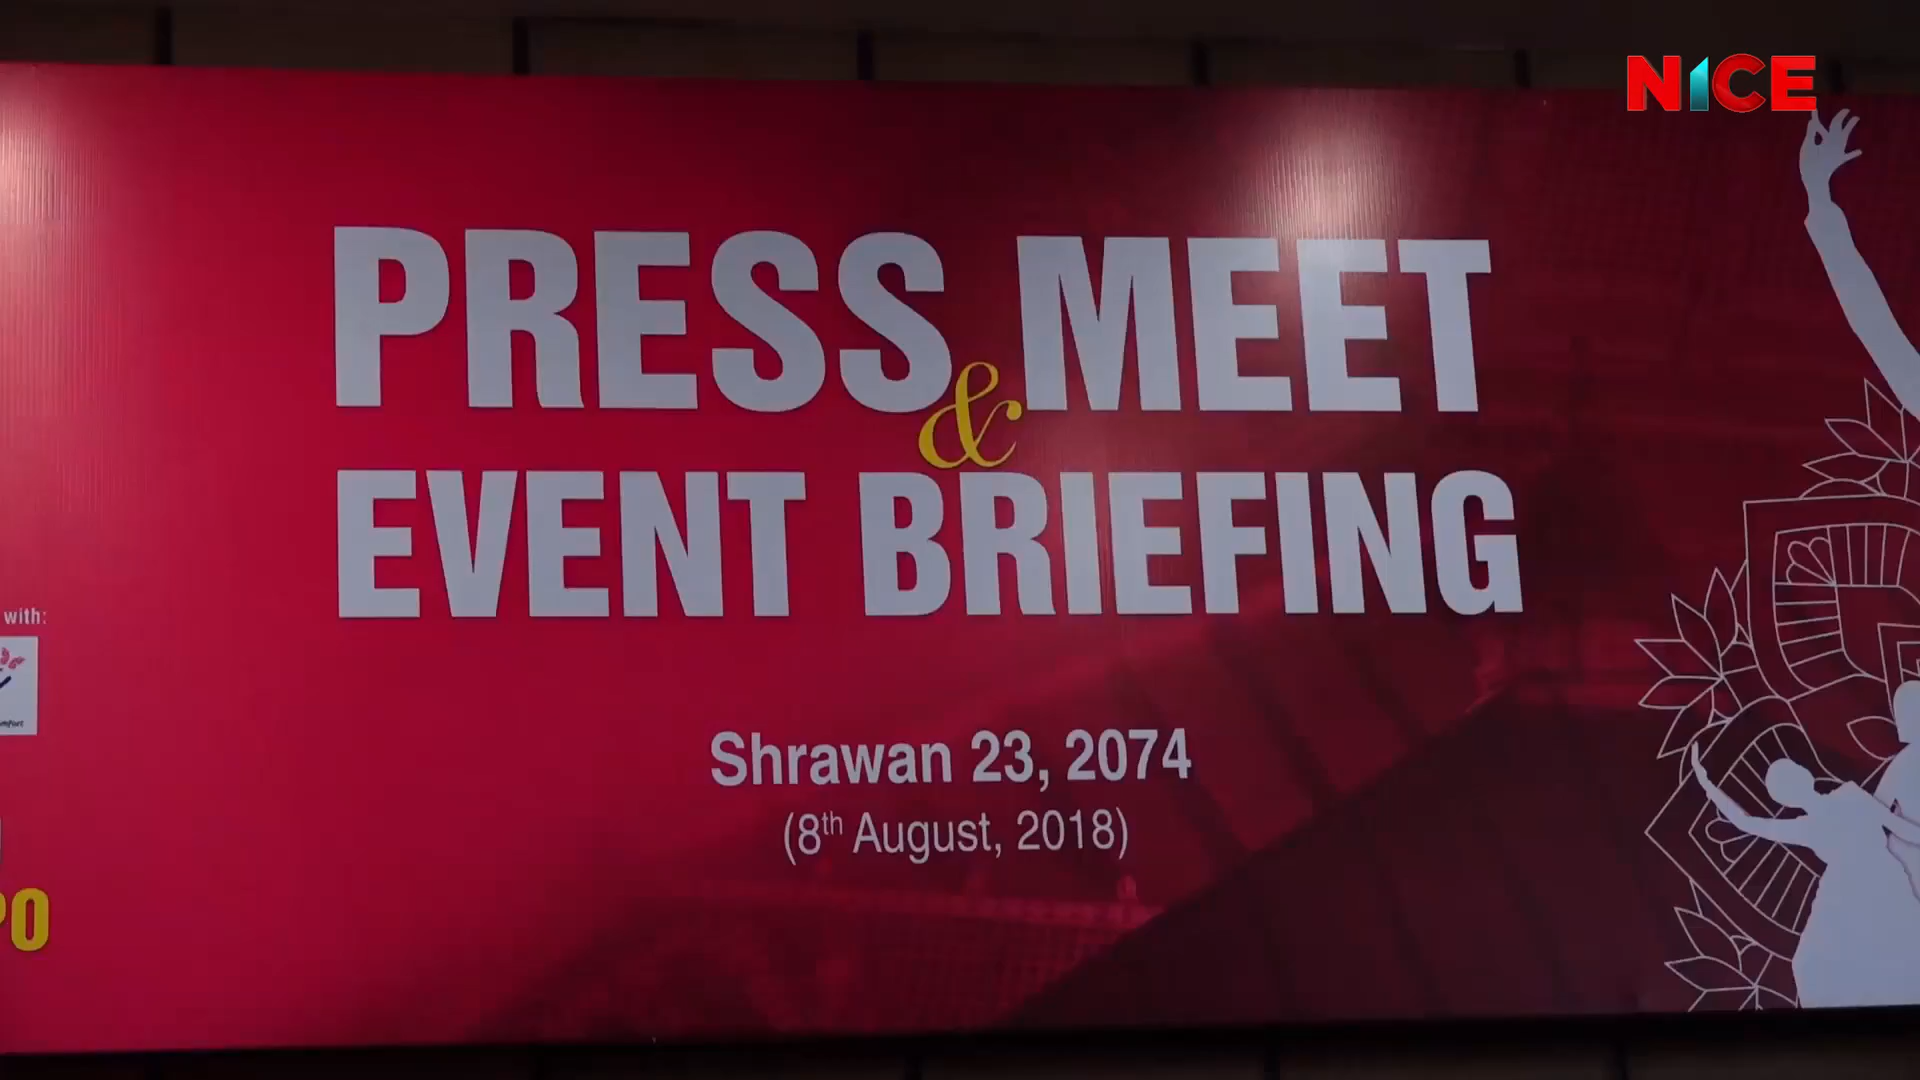 NICE
PRESS MEET
&
EVENT BRIEFING
with:
Shrawan 23, 2074
(8th August, 2018)